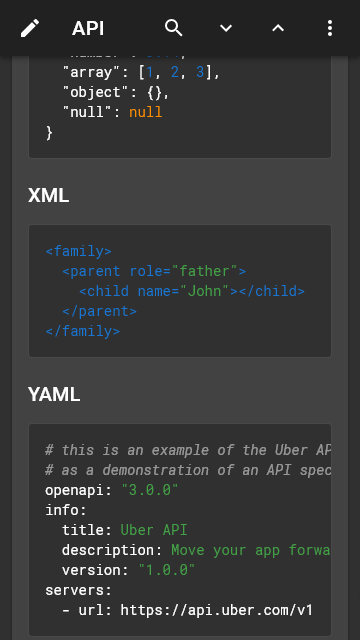 API
"array": [1, 2, 3],
"object": {},
"null": null
}
XML
<family>
<parent role="father">
<child name="John"></child>
</parent>
</family>
YAML
# this is an example of the Uber AP
# as a demonstration of an API spec
openapi: "3.0.0"
info:
title: Uber API
description: Move your app forwa
version: "1.0.0"
servers:
- url: https://api.uber.com/v1